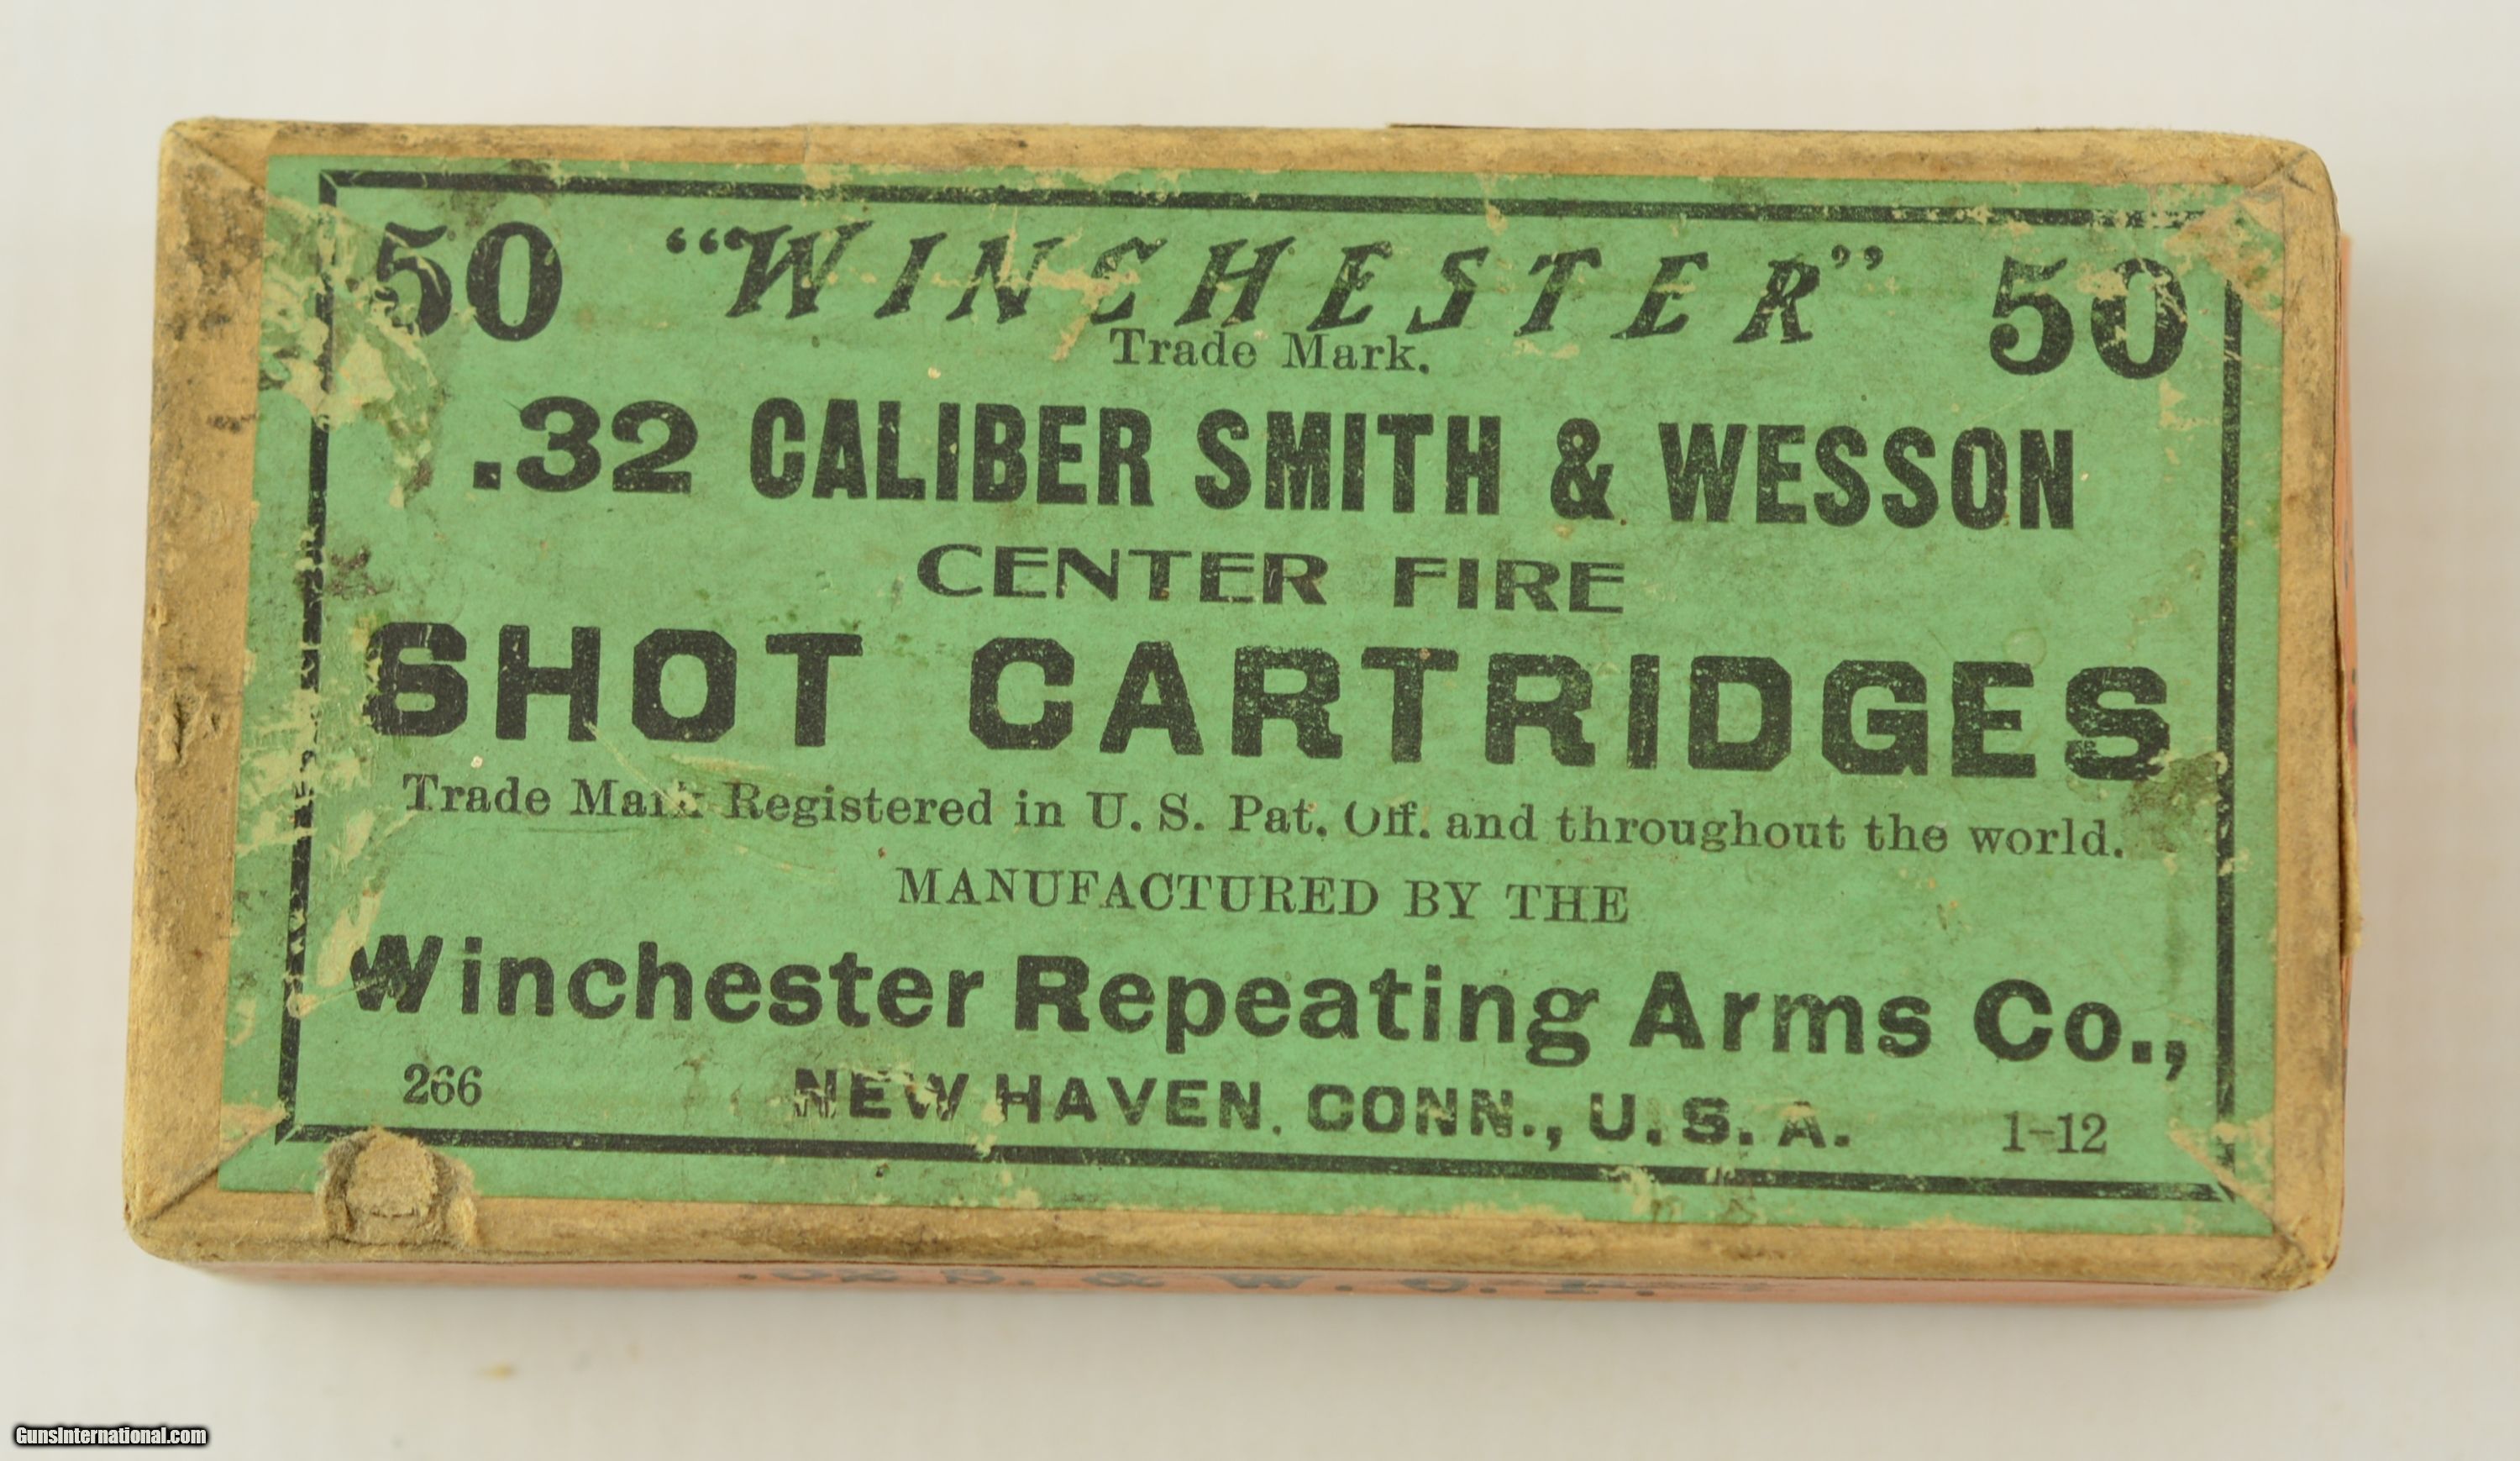 50 “WINCHESTER” 50
Trade Mark.
.32 CALIBER SMITH & WESSON
CENTER FIRE
SHOT CARTRIDGES
Trade Mark Registered in U. S. Pat. Off. and throughout the world.
MANUFACTURED BY THE
Winchester Repeating Arms Co.,
266 NEW HAVEN, CONN., U. S. A. 1-12
.32 S. & W. C. F.
GunsInternational.com